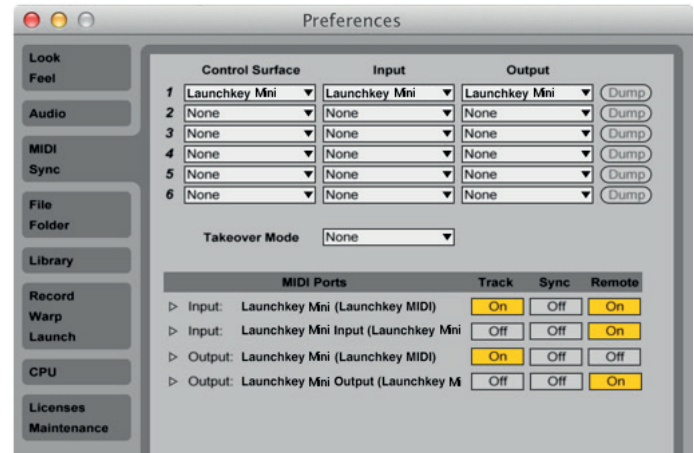 Preferences
Look
Feel
Audio
MIDI
Sync
File
Folder
Library
Record
Warp
Launch
CPU
Licenses
Maintenance
Control Surface Input Output
1 Launchkey Mini Launchkey Mini Launchkey Mini Dump
2 None None None Dump
3 None None None Dump
4 None None None Dump
5 None None None Dump
6 None None None Dump
Takeover Mode None
MIDI Ports Track Sync Remote
Input: Launchkey Mini (Launchkey MIDI) On Off On
Input: Launchkey Mini Input (Launchkey Mini Off Off On
Output: Launchkey Mini (Launchkey MIDI) On Off Off
Output: Launchkey Mini Output (Launchkey Mi Off Off On